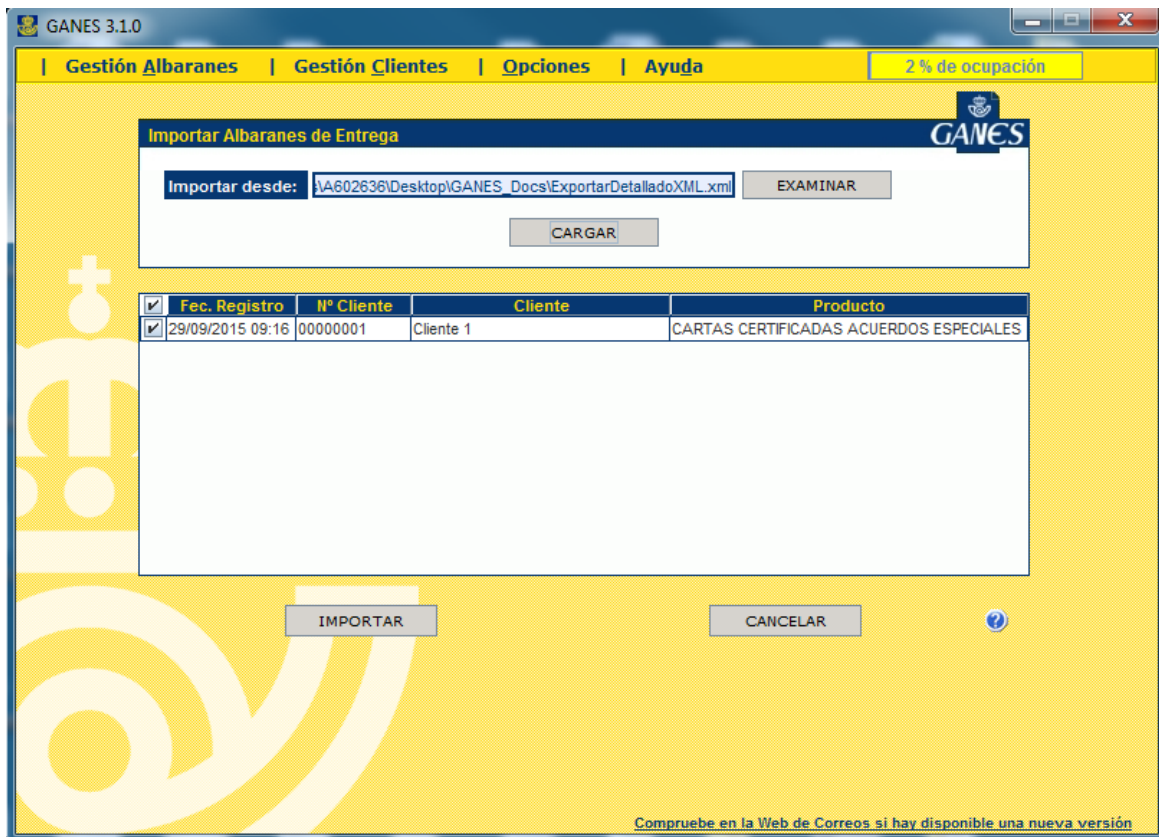 GANES 3.1.0
| Gestión Albaranes | Gestión Clientes | Opciones | Ayuda 2 % de ocupación
GANES
Importar Albaranes de Entrega
Importar desde: \A602636\Desktop\GANES_Docs\ExportarDetalladoXML.xml EXAMINAR
CARGAR
Fec. Registro Nº Cliente Cliente Producto
29/09/2015 09:16 00000001 Cliente 1 CARTAS CERTIFICADAS ACUERDOS ESPECIALES
IMPORTAR CANCELAR ?
Compruebe en la Web de Correos si hay disponible una nueva versión